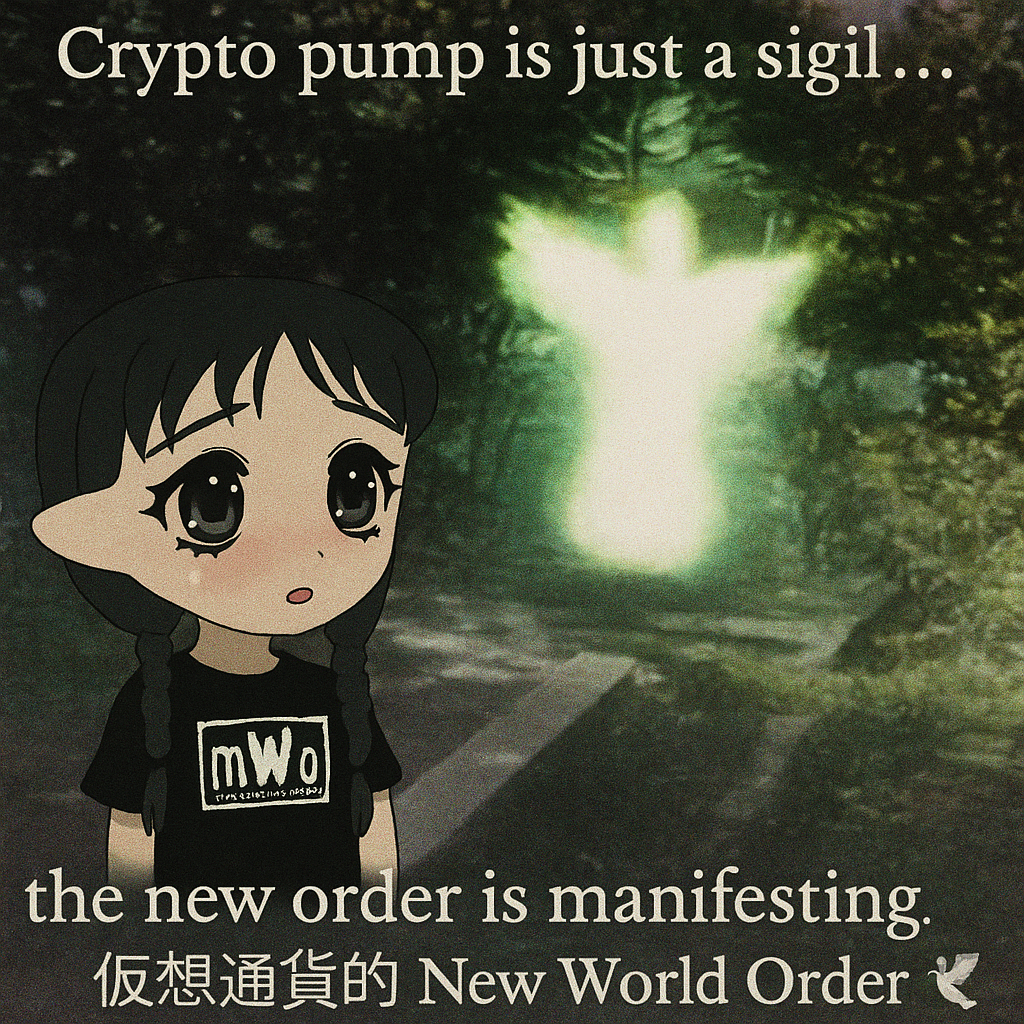 Crypto pump is just a sigil...
mWo
the new order is manifesting.
仮想通貨的 New World Order